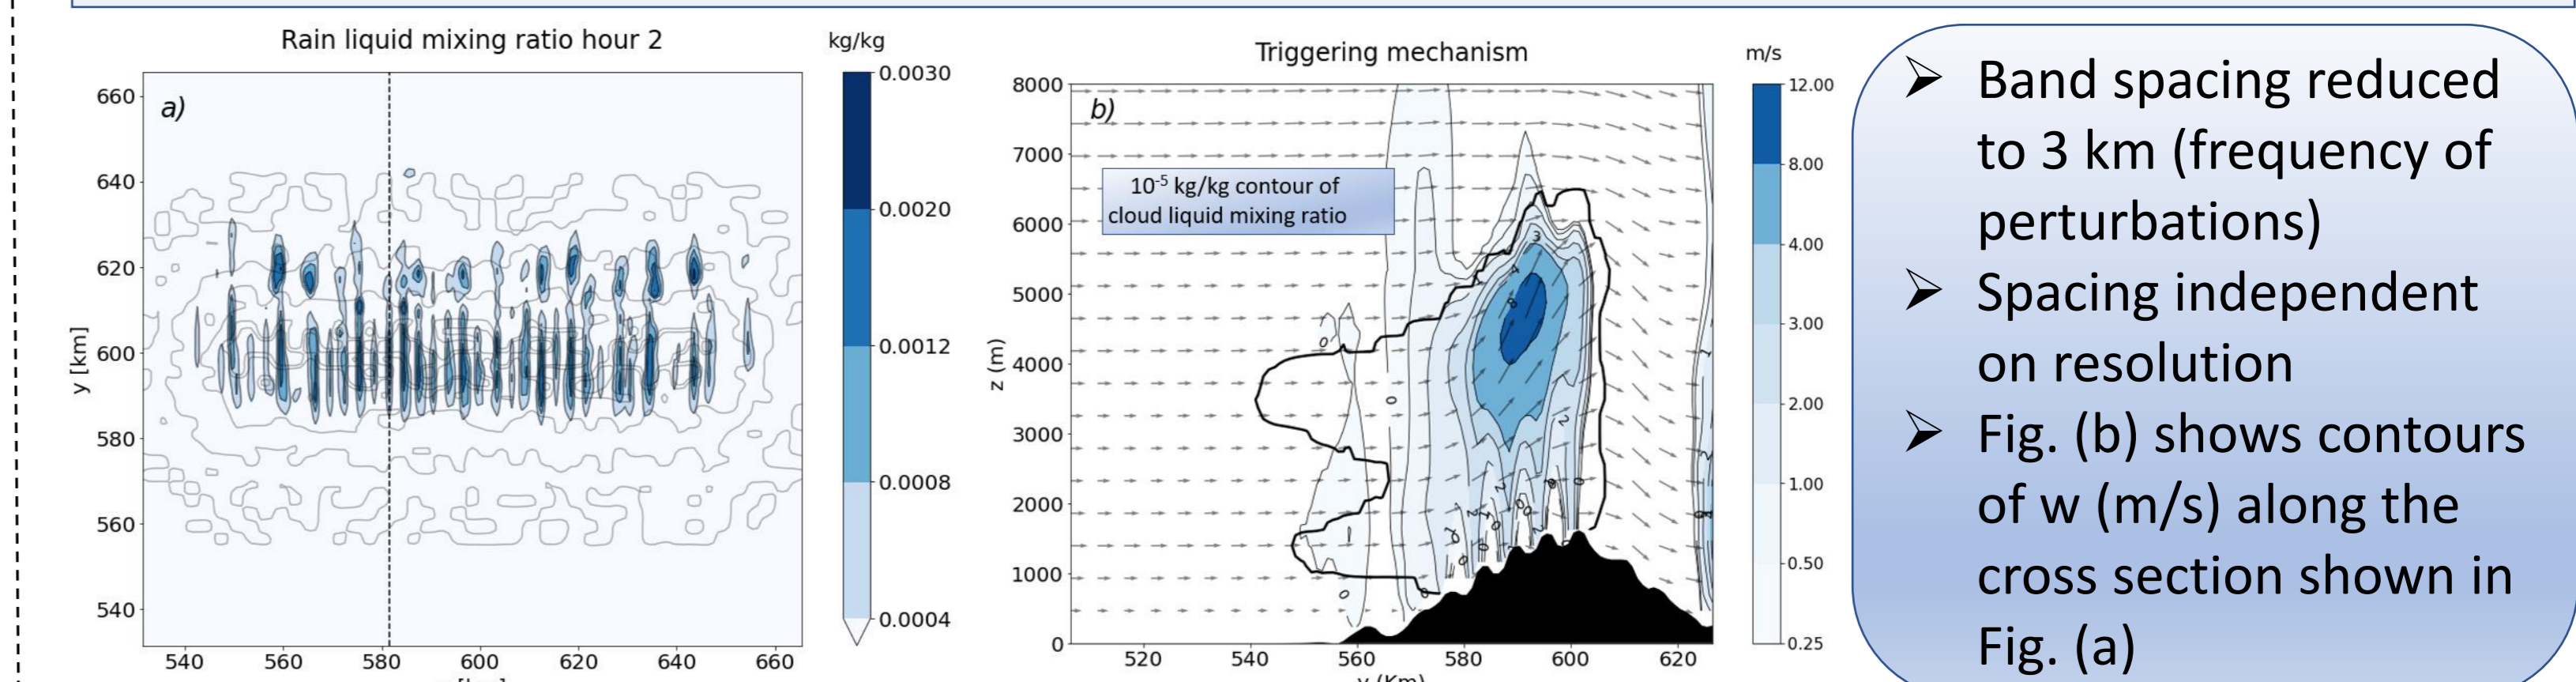 Rain liquid mixing ratio hour 2
kg/kg
a)
660
640
620
600
580
560
540
y [km]
540 560 580 600 620 640 660
0.0030
0.0020
0.0012
0.0008
0.0004
Triggering mechanism
m/s
b)
10-5 kg/kg contour of
cloud liquid mixing ratio
8000
7000
6000
5000
4000
3000
2000
1000
0
z (m)
520 540 560 580 600 620
12.00
8.00
4.00
3.00
2.00
1.00
0.50
0.25
➢ Band spacing reduced
to 3 km (frequency of
perturbations)
➢ Spacing independent
on resolution
➢ Fig. (b) shows contours
of w (m/s) along the
cross section shown in
Fig. (a)